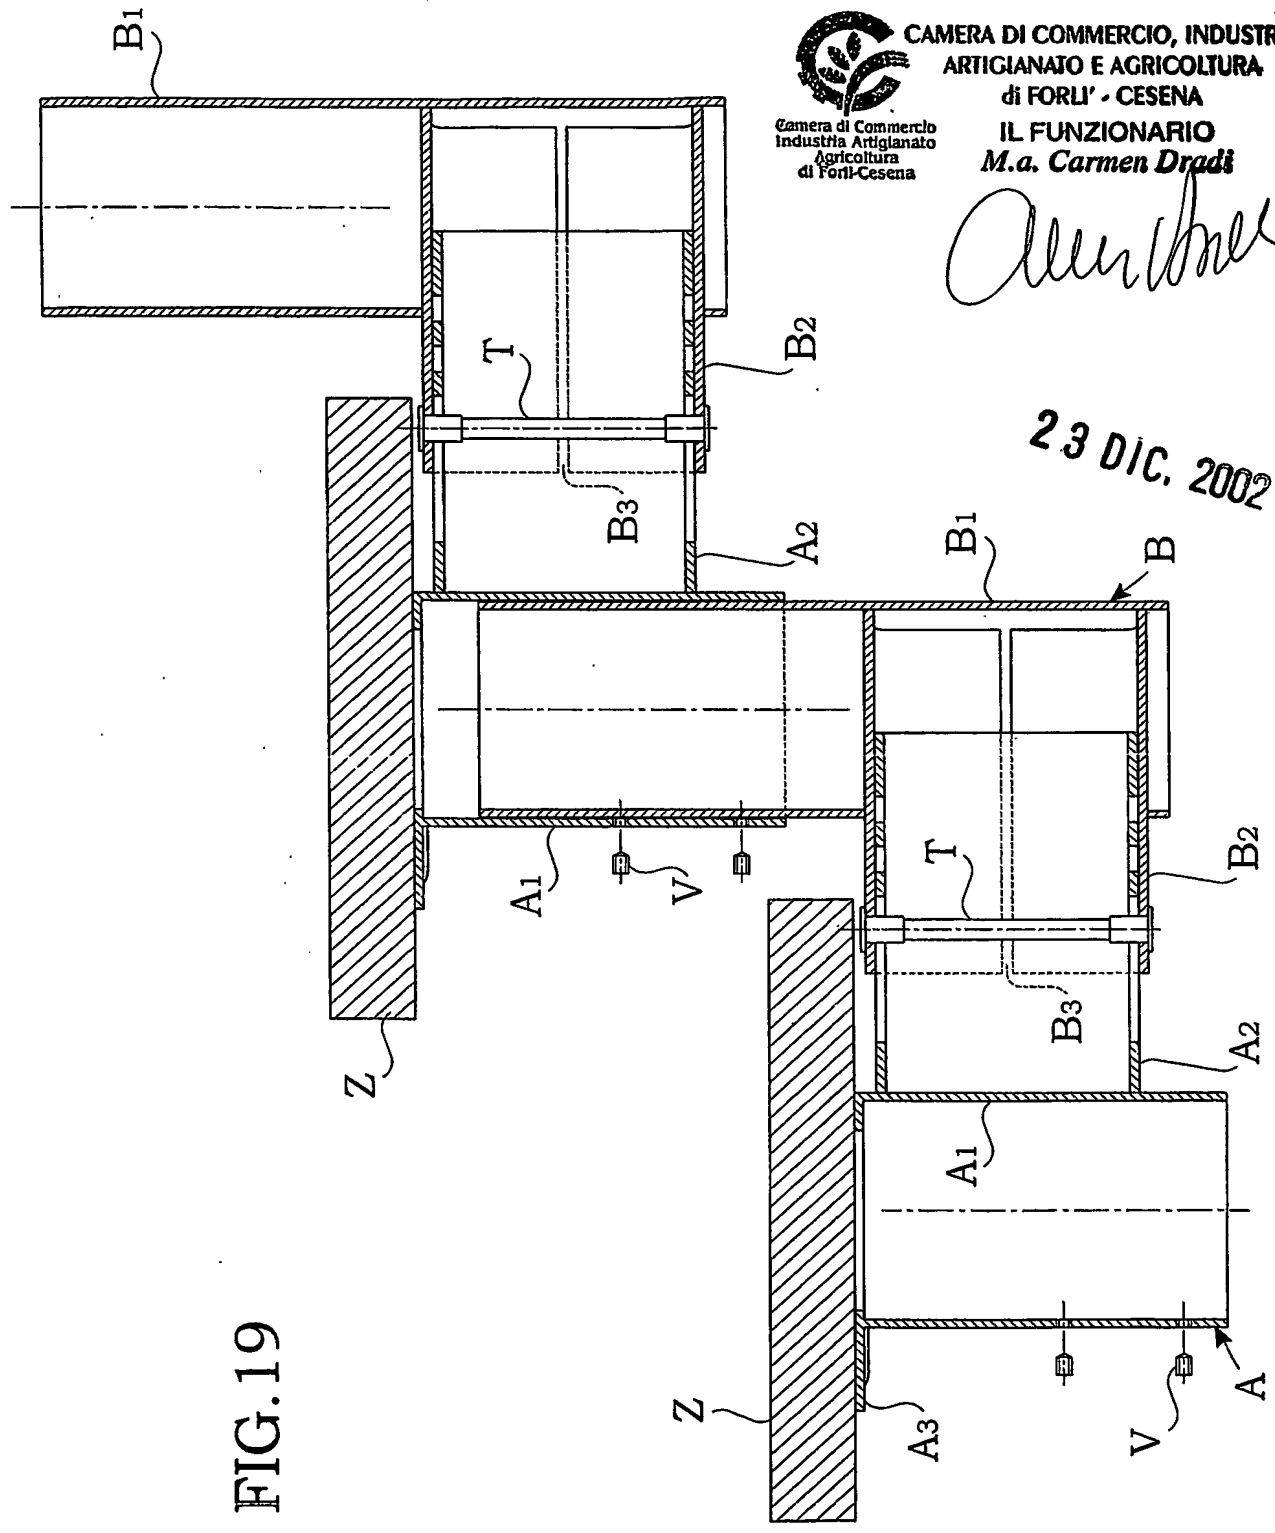 CAMERA DI COMMERCIO, INDUSTRI
ARTIGIANATO E AGRICOLTURA
di FORLI' - CESENA
IL FUNZIONARIO
M.a. Carmen Dradi
Camera di Commercio
Industria Artigianato
Agricoltura
di Forlì-Cesena
23 DIC. 2002
FIG.19
B1
T
B2
B3
A2
Z
B1
B
A1
V
T
B2
B3
A2
Z
A1
A3
V
A